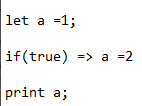 let a =1;
if(true) => a =2
print a;